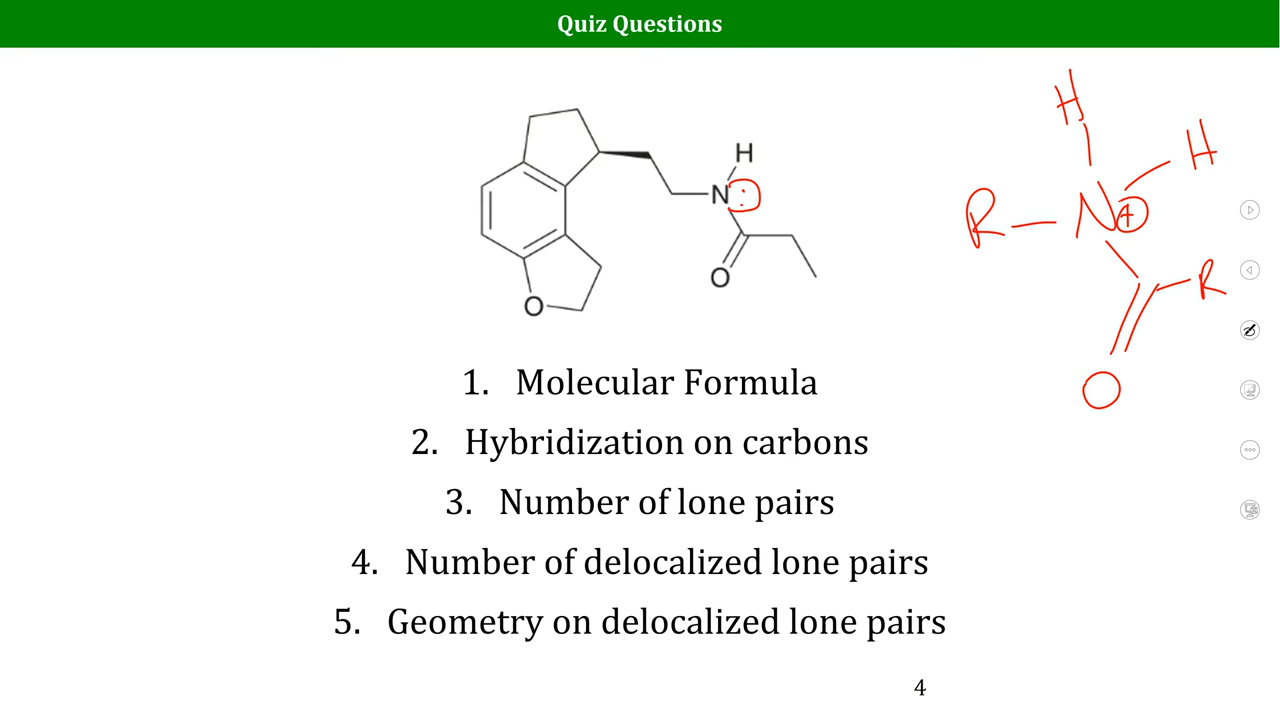 Quiz Questions
H
N
:
O
O
H
H
R
N
+
R
O
1. Molecular Formula
2. Hybridization on carbons
3. Number of lone pairs
4. Number of delocalized lone pairs
5. Geometry on delocalized lone pairs
4